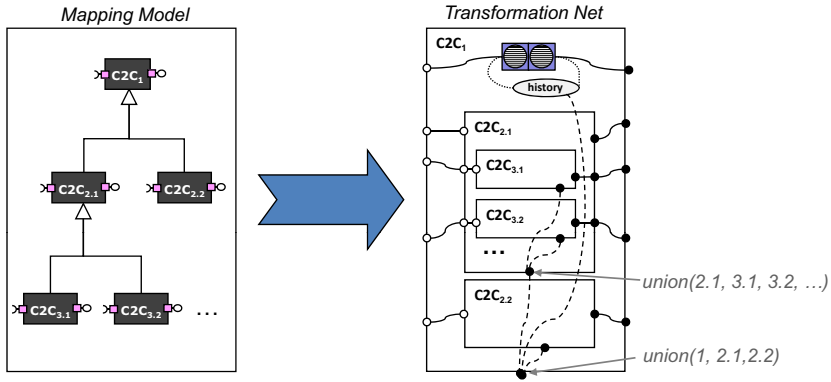 Mapping Model
C2C1
C2C2.1
C2C2.2
C2C3.1
C2C3.2
...
Transformation Net
C2C1
history
C2C2.1
C2C3.1
C2C3.2
...
union(2.1, 3.1, 3.2, ...)
C2C2.2
union(1, 2.1,2.2)